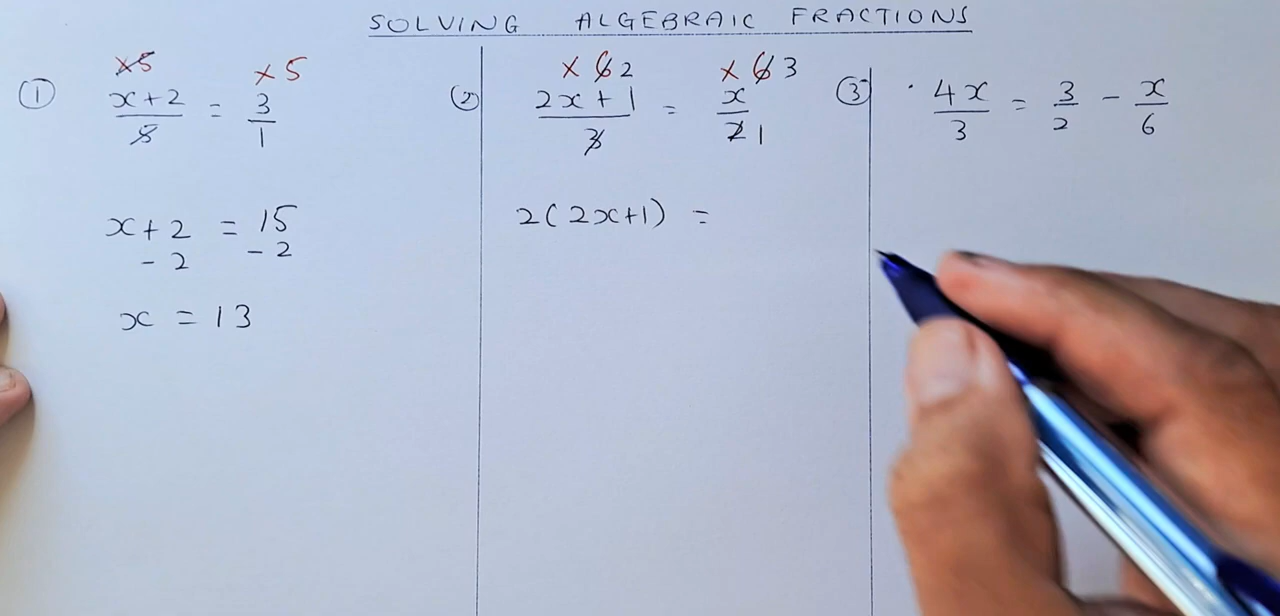 SOLVING ALGEBRAIC FRACTIONS
① ×5 ×5
x+2/5 = 3/1
x+2 = 15
-2 -2
x = 13
② ×6 2 ×6 3
2x+1/3 = x/2 1
2(2x+1) =
③ 4x/3 = 3/2 - x/6